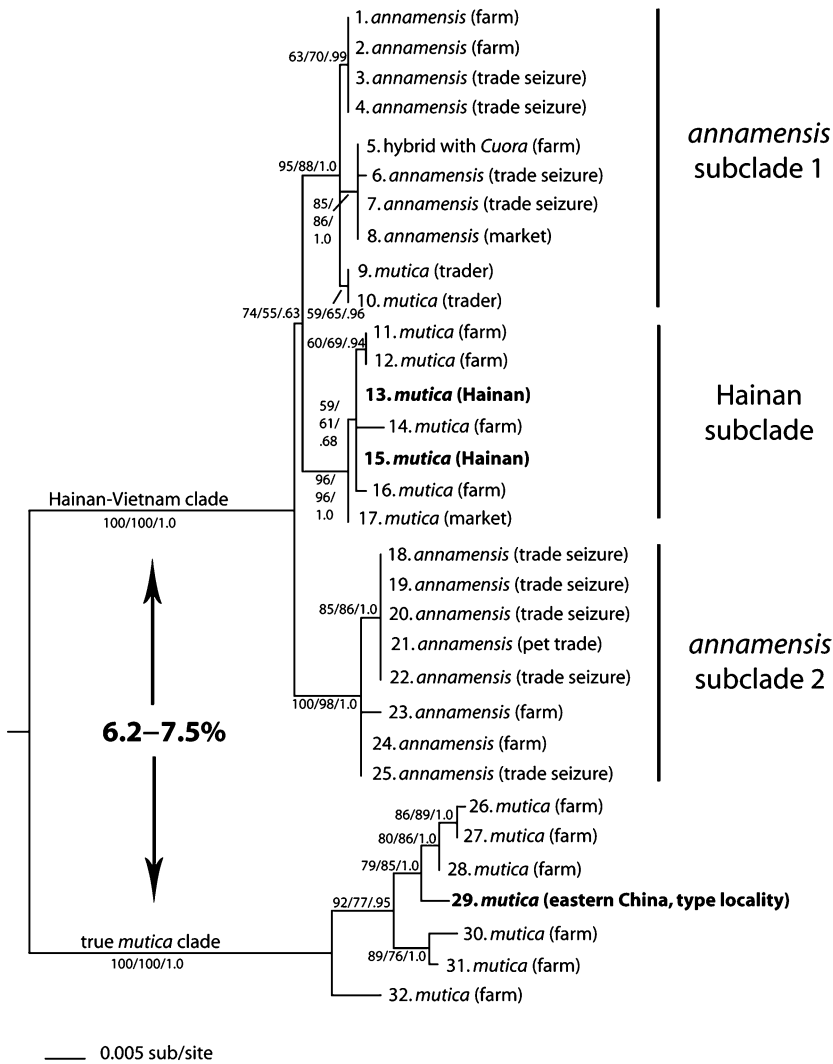 1. annamensis (farm)
2. annamensis (farm)
63/70/.99
3. annamensis (trade seizure)
4. annamensis (trade seizure)
annamensis
subclade 1
5. hybrid with Cuora (farm)
95/88/1.0
6. annamensis (trade seizure)
85/
86/
1.0
7. annamensis (trade seizure)
8. annamensis (market)
9. mutica (trader)
10. mutica (trader)
74/55/.63
59/65/.96
11. mutica (farm)
60/69/.94
12. mutica (farm)
13. mutica (Hainan)
Hainan
subclade
59/
61/
.68
14. mutica (farm)
15. mutica (Hainan)
96/
96/
1.0
16. mutica (farm)
17. mutica (market)
Hainan-Vietnam clade
100/100/1.0
18. annamensis (trade seizure)
19. annamensis (trade seizure)
85/86/1.0
20. annamensis (trade seizure)
21. annamensis (pet trade)
22. annamensis (trade seizure)
annamensis
subclade 2
100/98/1.0
23. annamensis (farm)
24. annamensis (farm)
25. annamensis (trade seizure)
6.2–7.5%
26. mutica (farm)
86/89/1.0
27. mutica (farm)
80/86/1.0
28. mutica (farm)
79/85/1.0
29. mutica (eastern China, type locality)
92/77/.95
30. mutica (farm)
89/76/1.0
31. mutica (farm)
true mutica clade
100/100/1.0
32. mutica (farm)
0.005 sub/site